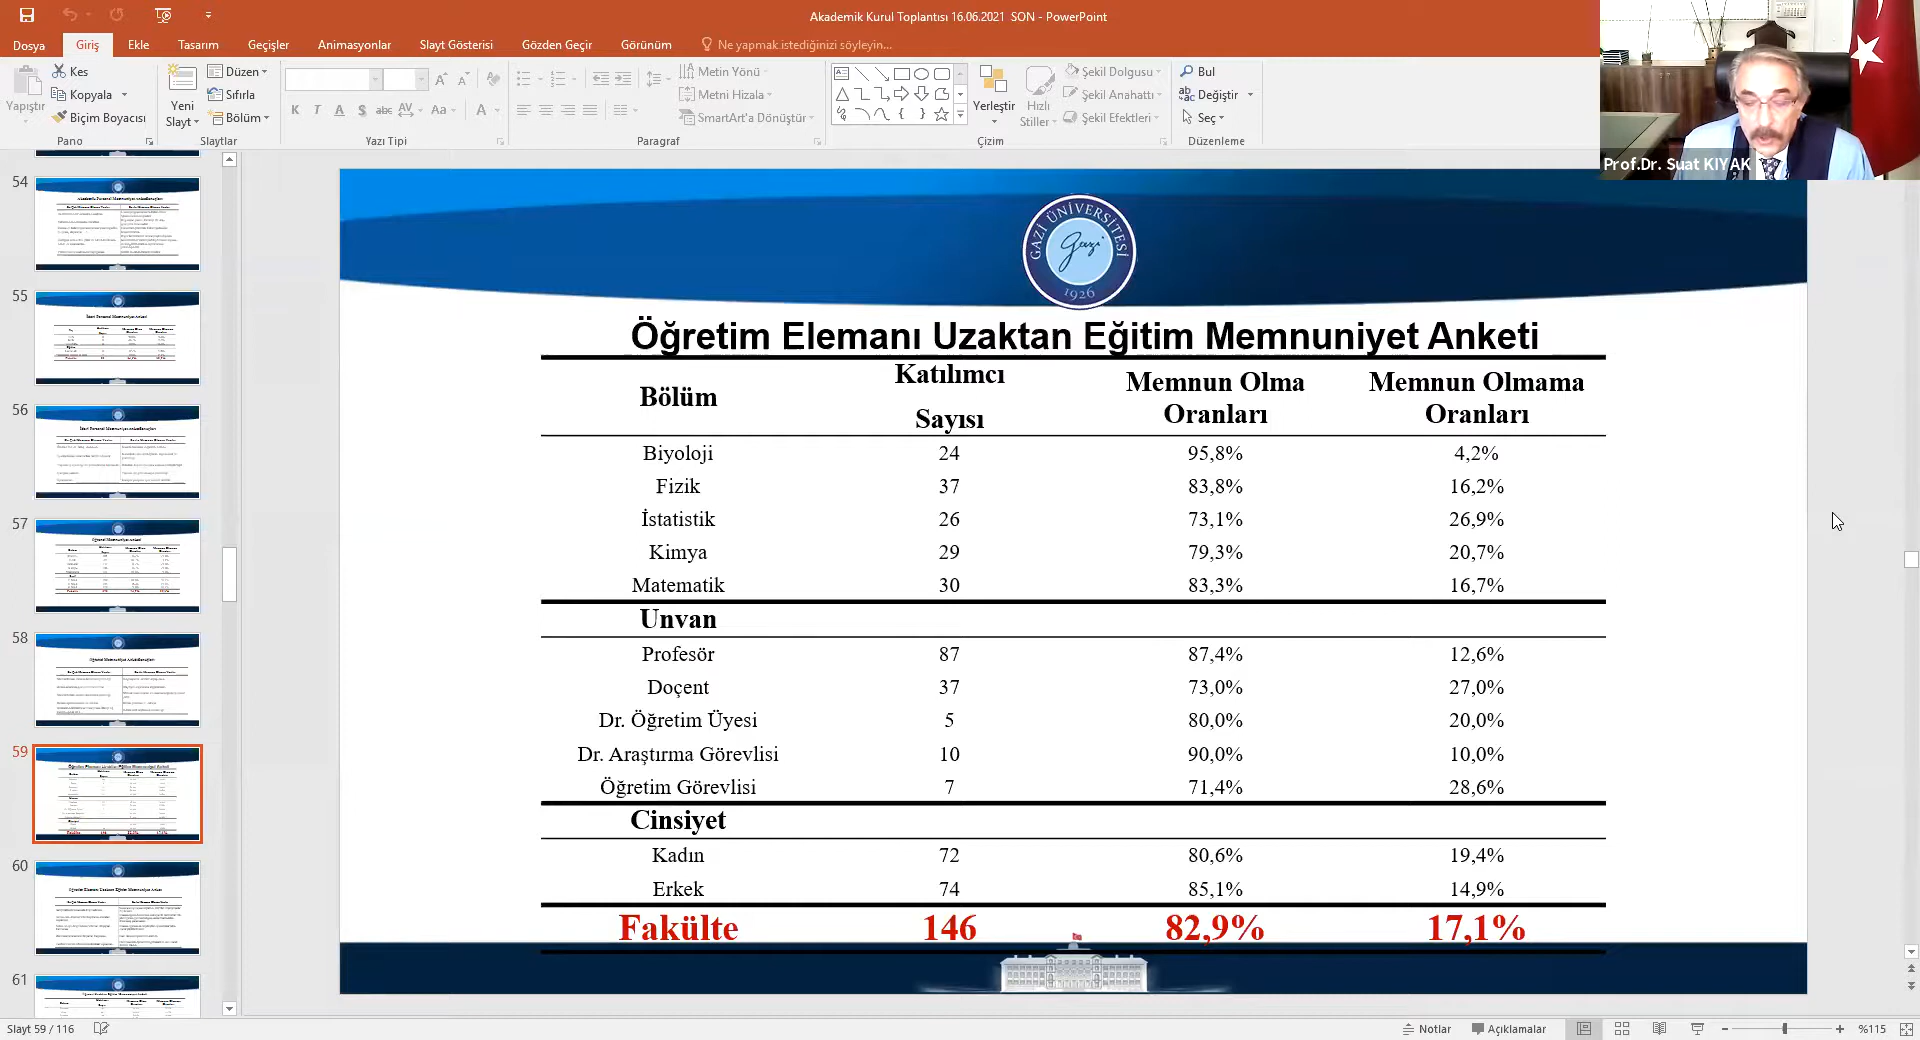 Akademik Kurul Toplantısı 16.06.2021 SON - PowerPoint
Dosya Giriş Ekle Tasarım Geçişler Animasyonlar Slayt Gösterisi Gözden Geçir Görünüm Ne yapmak istediğinizi söyleyin...
Yapıştır
Kes
Kopyala
Biçim Boyacısı
Pano
Yeni
Slayt
Düzen
Sıfırla
Bölüm
Slaytlar
K T A S abc AV Aa A
Yazı Tipi
Metin Yönü
Metni Hizala
SmartArt'a Dönüştür
Paragraf
Yerleştir
Hızlı
Stiller
Şekil Dolgusu
Şekil Anahattı
Şekil Efektleri
Çizim
Bul
Değiştir
Seç
Düzenleme
Prof.Dr. Suat KIYAK
54
55
56
57
58
59
60
61
GAZİ ÜNİVERSİTESİ
gazi
1926
Öğretim Elemanı Uzaktan Eğitim Memnuniyet Anketi
Bölüm Katılımcı Sayısı Memnun Olma Oranları Memnun Olmama Oranları
Biyoloji 24 95,8% 4,2%
Fizik 37 83,8% 16,2%
İstatistik 26 73,1% 26,9%
Kimya 29 79,3% 20,7%
Matematik 30 83,3% 16,7%
Unvan
Profesör 87 87,4% 12,6%
Doçent 37 73,0% 27,0%
Dr. Öğretim Üyesi 5 80,0% 20,0%
Dr. Araştırma Görevlisi 10 90,0% 10,0%
Öğretim Görevlisi 7 71,4% 28,6%
Cinsiyet
Kadın 72 80,6% 19,4%
Erkek 74 85,1% 14,9%
Fakülte 146 82,9% 17,1%
Slayt 59 / 116
Notlar Açıklamalar %115